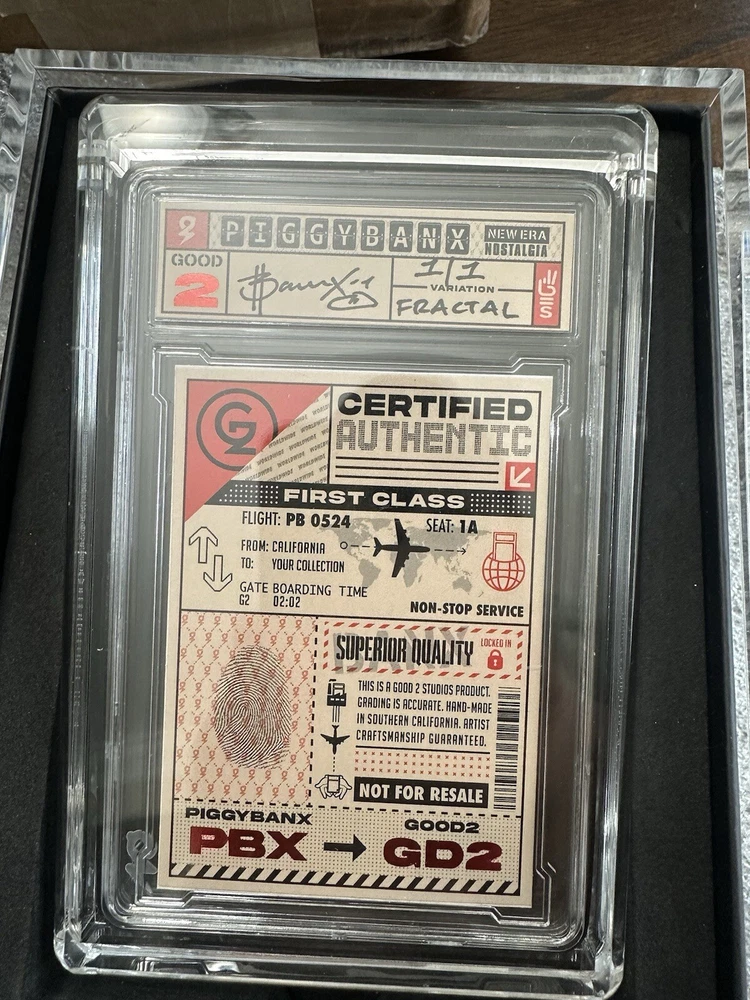 PIGGYBANX
NEW ERA
NOSTALGIA
GOOD
2
1/1
VARIATION
FRACTAL
G2
CERTIFIED
AUTHENTIC
FIRST CLASS
FLIGHT: PB 0524
SEAT: 1A
FROM: CALIFORNIA
TO: YOUR COLLECTION
GATE BOARDING TIME
G2 02:02
NON-STOP SERVICE
SUPERIOR QUALITY
LOCKED IN
THIS IS A GOOD 2 STUDIOS PRODUCT.
GRADING IS ACCURATE. HAND-MADE
IN SOUTHERN CALIFORNIA. ARTIST
CRAFTSMANSHIP GUARANTEED.
NOT FOR RESALE
PIGGYBANX
GOOD2
PBX → GD2